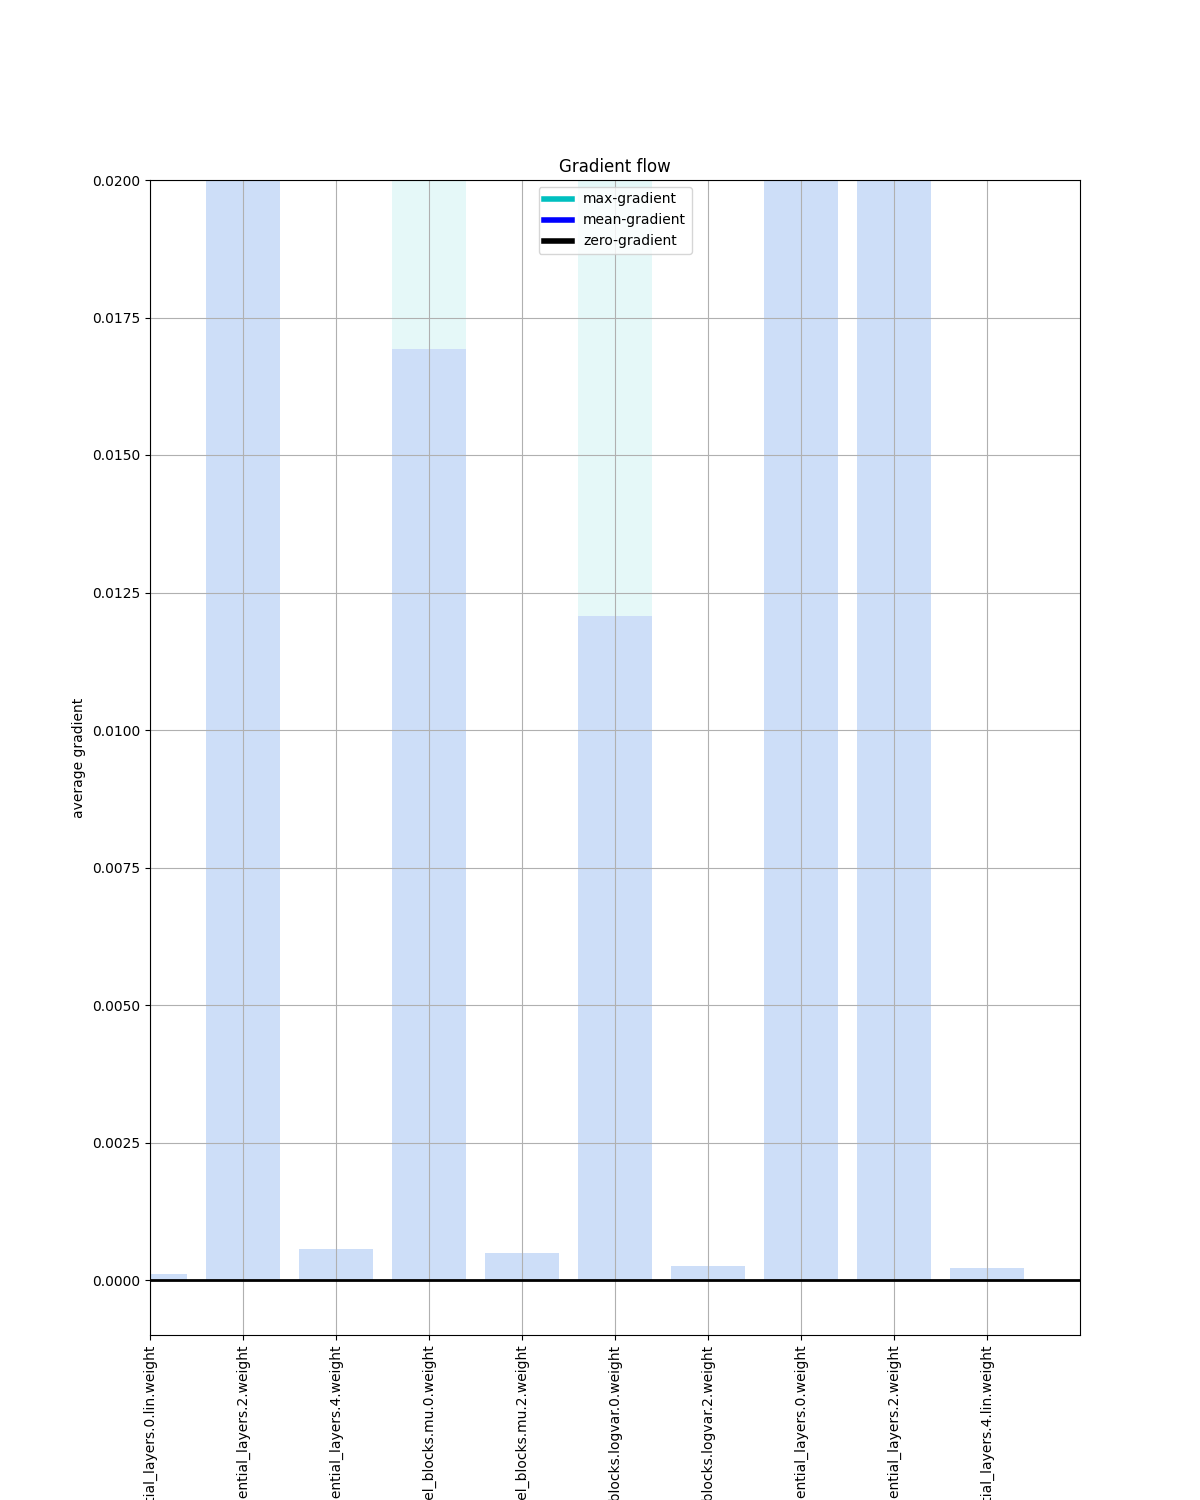 Gradient flow
max-gradient
mean-gradient
zero-gradient
0.0200
0.0175
0.0150
0.0125
0.0100
0.0075
0.0050
0.0025
0.0000
average gradient
tial_layers.0.lin.weight
ential_layers.2.weight
ential_layers.4.weight
el_blocks.mu.0.weight
el_blocks.mu.2.weight
blocks.logvar.0.weight
blocks.logvar.2.weight
ential_layers.0.weight
ential_layers.2.weight
tial_layers.4.lin.weight